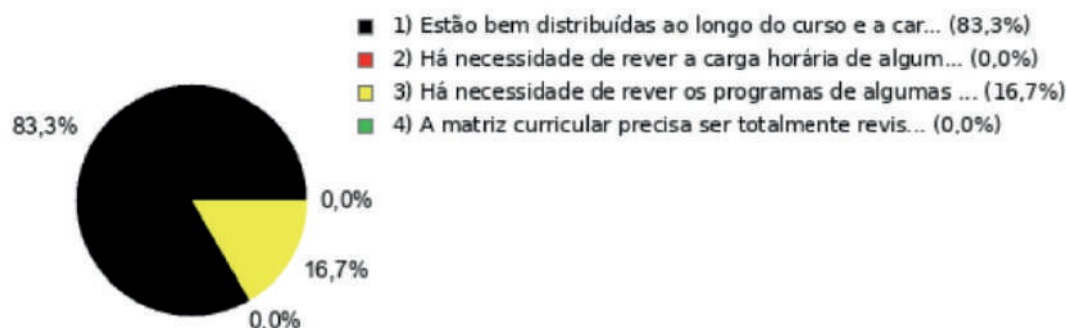 1) Estão bem distribuídas ao longo do curso e a car... (83,3%)
2) Há necessidade de rever a carga horária de algum... (0,0%)
3) Há necessidade de rever os programas de algumas ... (16,7%)
4) A matriz curricular precisa ser totalmente revis... (0,0%)
83,3%
0,0%
16,7%
0,0%